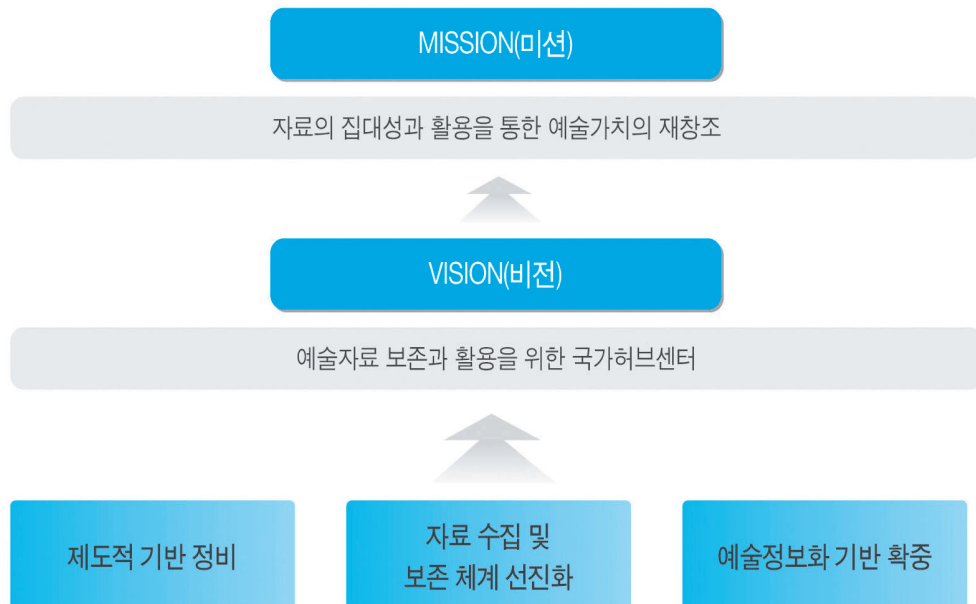 MISSION(미션)
자료의 집대성과 활용을 통한 예술가치의 재창조
VISION(비전)
예술자료 보존과 활용을 위한 국가허브센터
제도적 기반 정비
자료 수집 및
보존 체계 선진화
예술정보화 기반 확중